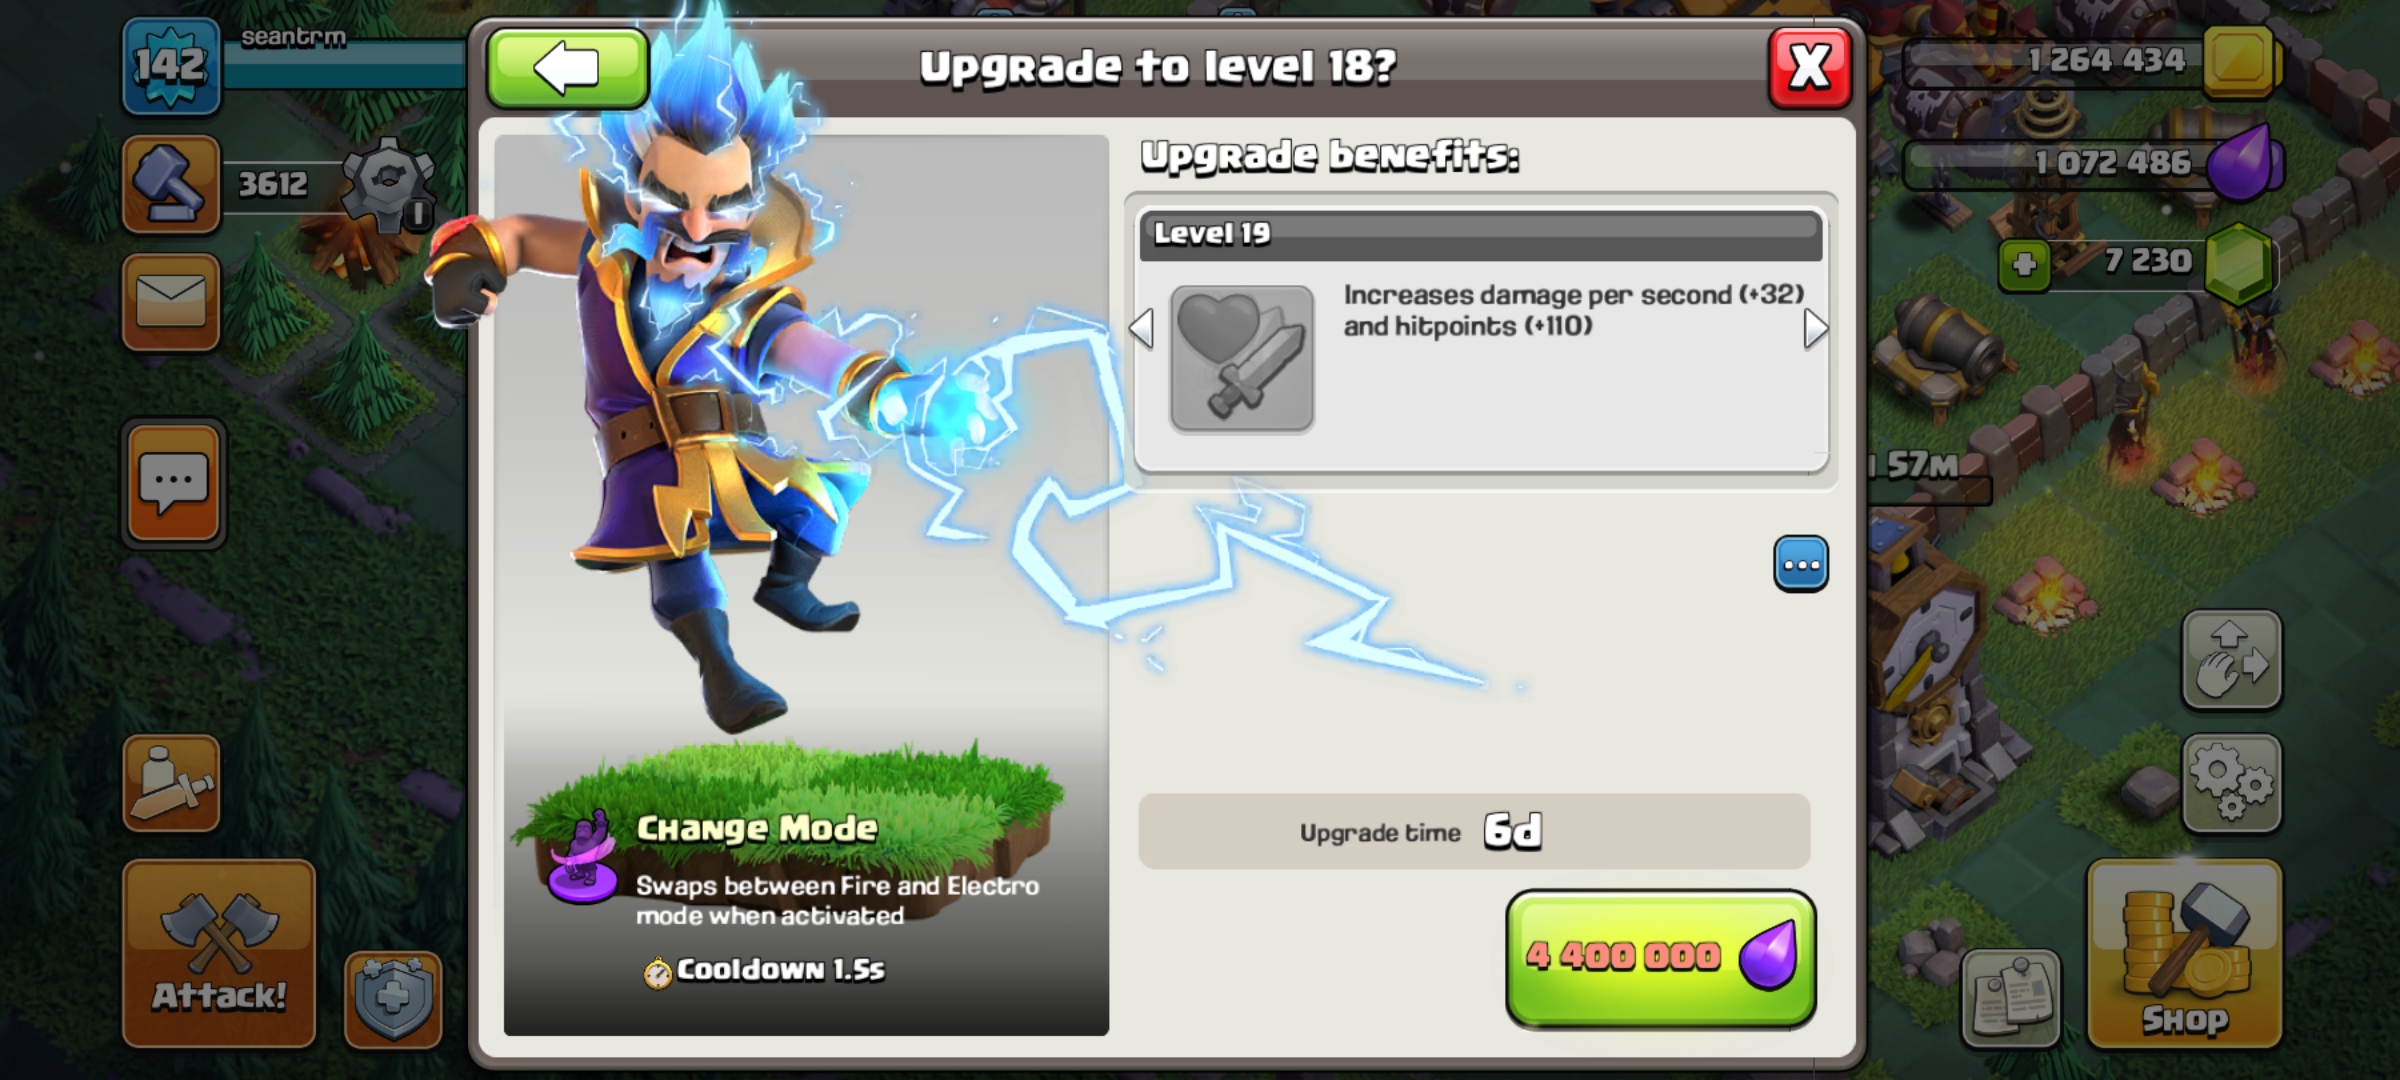 142
seantrm
3612
Upgrade to level 18?
X
1 264 434
1 072 486
7 230
Upgrade benefits:
Level 19
Increases damage per second (+32)
and hitpoints (+110)
57M
Upgrade time 6d
4 400 000
Change Mode
Swaps between Fire and Electro
mode when activated
Cooldown 1.5s
Attack!
Shop